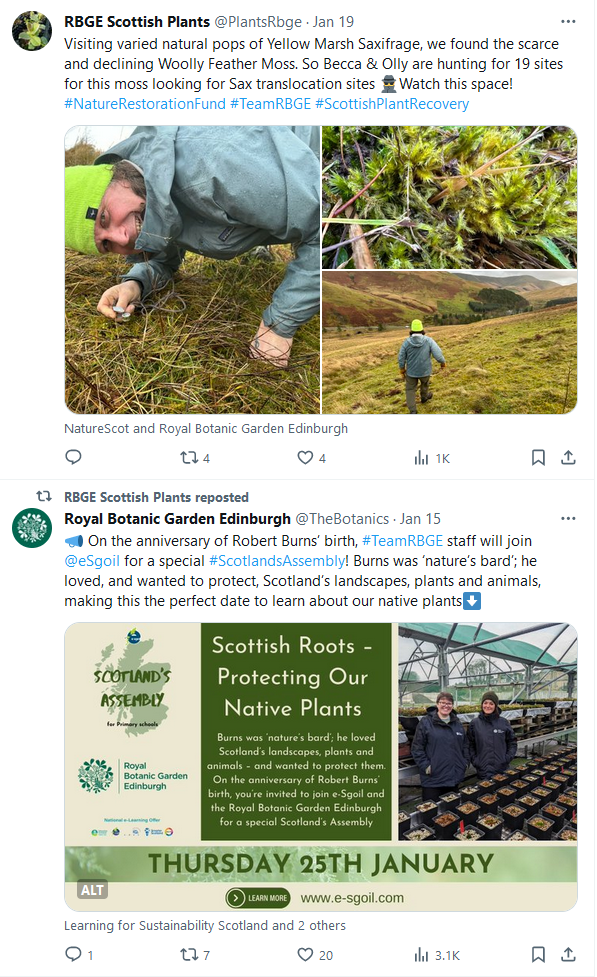 RBGE Scottish Plants @PlantsRbge · Jan 19
Visiting varied natural pops of Yellow Marsh Saxifrage, we found the scarce
and declining Woolly Feather Moss. So Becca & Olly are hunting for 19 sites
for this moss looking for Sax translocation sites 🕵️Watch this space!
#NatureRestorationFund #TeamRBGE #ScottishPlantRecovery
NatureScot and Royal Botanic Garden Edinburgh
4
4
1K
RBGE Scottish Plants reposted
Royal Botanic Garden Edinburgh @TheBotanics · Jan 15
📣 On the anniversary of Robert Burns’ birth, #TeamRBGE staff will join
@eSgoil for a special #ScotlandsAssembly! Burns was ‘nature’s bard’; he
loved, and wanted to protect, Scotland’s landscapes, plants and animals,
making this the perfect date to learn about our native plants⬇️
SCOTLAND'S
ASSEMBLY
for Primary schools
Royal
Botanic Garden
Edinburgh
National e-Learning Offer
Scottish Roots –
Protecting Our
Native Plants
Burns was 'nature's bard'; he loved
Scotland's landscapes, plants and
animals – and wanted to protect them.
On the anniversary of Robert Burns'
birth, you're invited to join e-Sgoil and
the Royal Botanic Garden Edinburgh
for a special Scotland's Assembly
THURSDAY 25TH JANUARY
ALT
LEARN MORE
www.e-sgoil.com
Learning for Sustainability Scotland and 2 others
1
7
20
3.1K